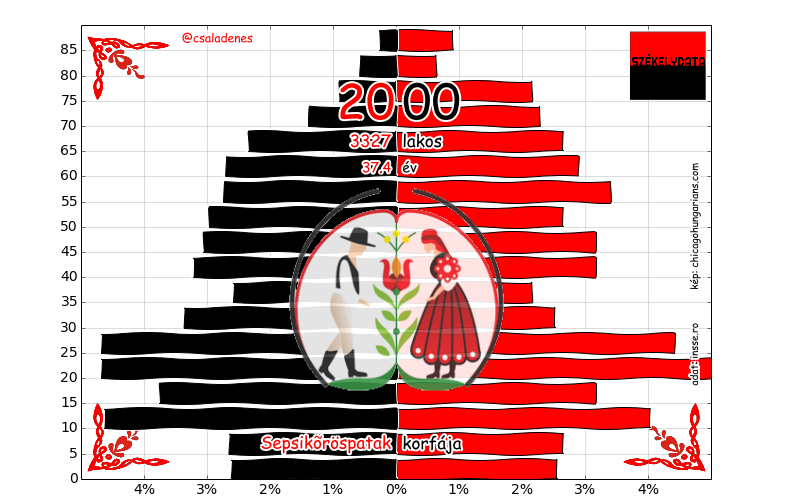 @csaladenes
SZÉKELYDATA
2000
3327 lakos
37.4 év
kép: chicagohungarians.com
adat: insse.ro
Sepsikőröspatak korfája
85
80
75
70
65
60
55
50
45
40
35
30
25
20
15
10
5
0
4% 3% 2% 1% 0% 1% 2% 3% 4%